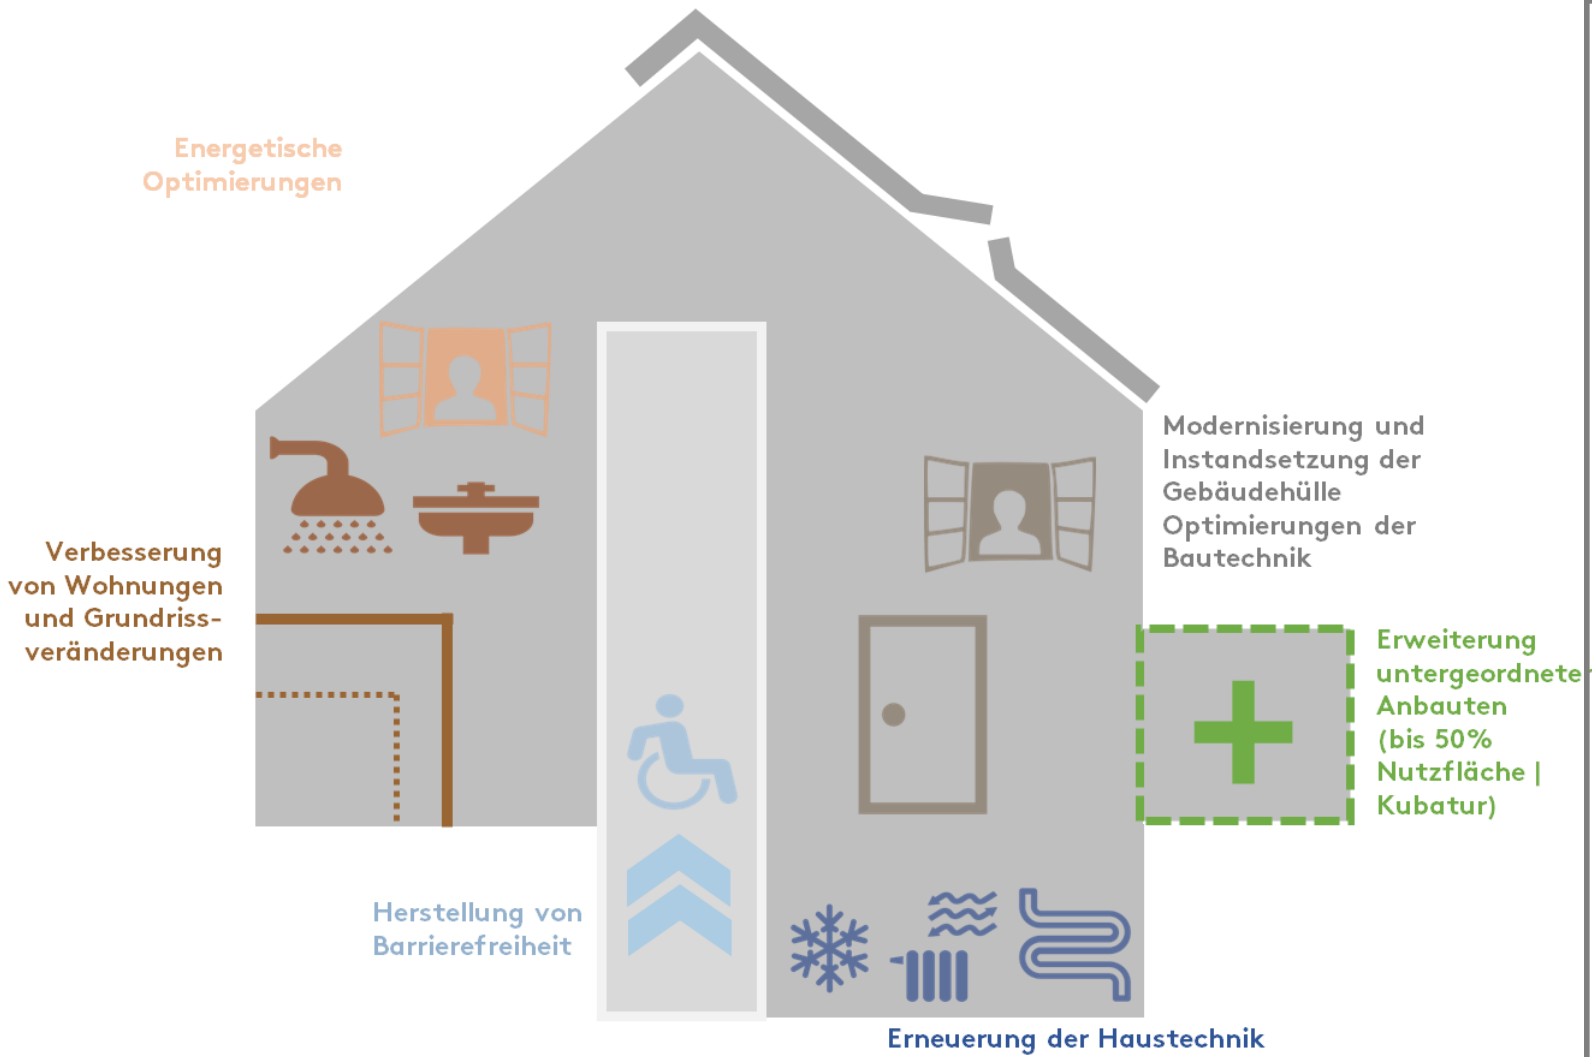 Energetische
Optimierungen
Modernisierung und
Instandsetzung der
Gebäudehülle
Optimierungen der
Bautechnik
Verbesserung
von Wohnungen
und Grundriss-
veränderungen
Erweiterung
untergeordneter
Anbauten
(bis 50%
Nutzfläche |
Kubatur)
Herstellung von
Barrierefreiheit
Erneuerung der Haustechnik